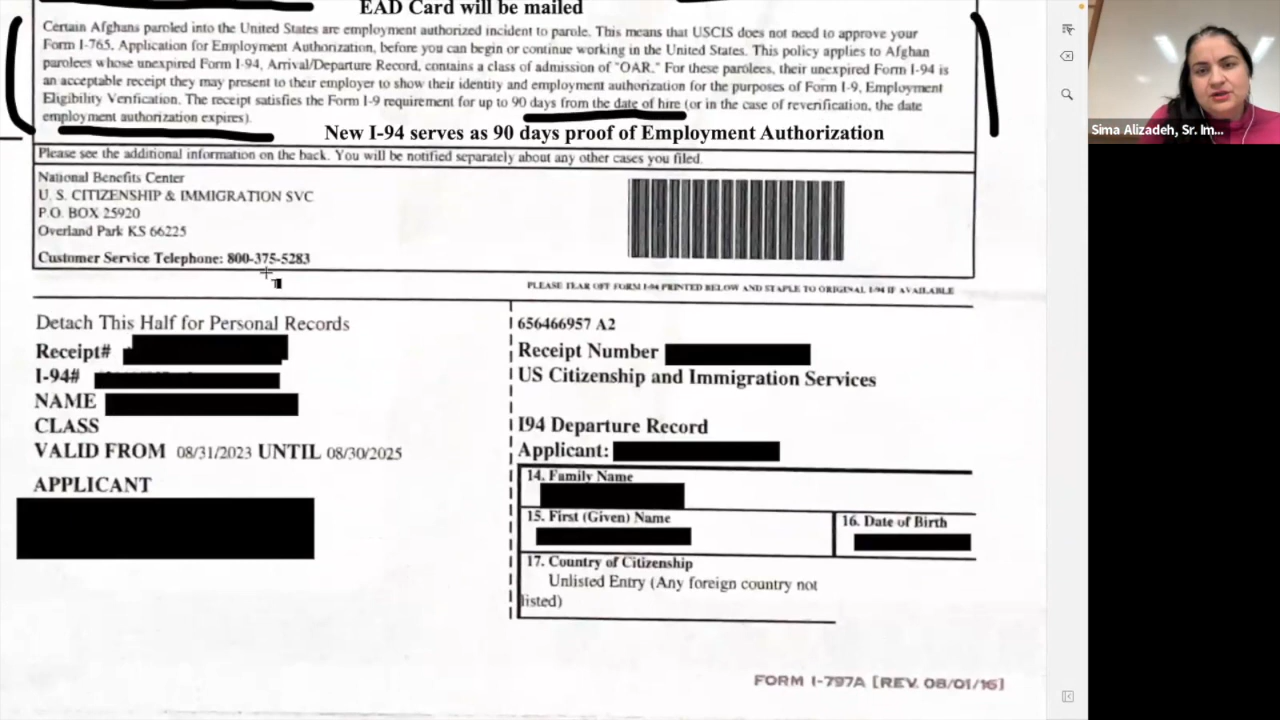 EAD Card will be mailed
Certain Afghans paroled into the United States are employment authorized incident to parole. This means that USCIS does not need to approve your
Form I-765, Application for Employment Authorization, before you can begin or continue working in the United States. This policy applies to Afghan
parolees whose unexpired Form I-94, Arrival/Departure Record, contains a class of admission of "OAR." For these parolees, their unexpired Form I-94 is
an acceptable receipt they may present to their employer to show their identity and employment authorization for the purposes of Form I-9, Employment
Eligibility Verification. The receipt satisfies the Form I-9 requirement for up to 90 days from the date of hire (or in the case of reverification, the date
employment authorization expires).
New I-94 serves as 90 days proof of Employment Authorization
Please see the additional information on the back. You will be notified separately about any other cases you filed.
National Benefits Center
U. S. CITIZENSHIP & IMMIGRATION SVC
P.O. BOX 25920
Overland Park KS 66225
Customer Service Telephone: 800-375-5283
PLEASE TEAR OFF FORM I-94 PRINTED BELOW AND STAPLE TO ORIGINAL I-94 IF AVAILABLE
Detach This Half for Personal Records
Receipt#
I-94#
NAME
CLASS
VALID FROM 08/31/2023 UNTIL 08/30/2025
APPLICANT
656466957 A2
Receipt Number
US Citizenship and Immigration Services
I94 Departure Record
Applicant:
14. Family Name
15. First (Given) Name
16. Date of Birth
17. Country of Citizenship
Unlisted Entry (Any foreign country not
listed)
FORM I-797A [REV. 08/01/16]
Sima Alizadeh, Sr. Im...